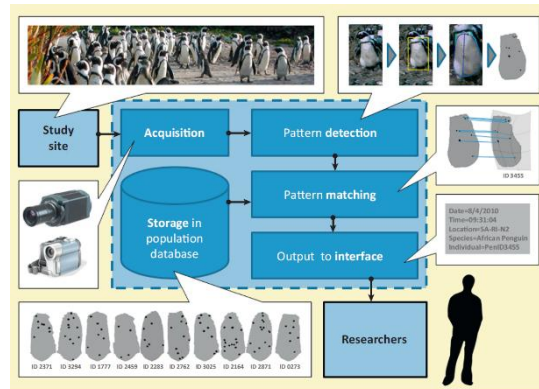 Study
site
Acquisition
Pattern detection
ID 3455
Storage in
population
database
Pattern matching
Date=8/4/2010
Time=09:31:04
Location=SA-RI-N2
Species=African Penguin
Individual=PenID3455
Output to interface
Researchers
ID 2371 ID 3294 ID 1777 ID 2459 ID 2283 ID 2762 ID 3025 ID 2164 ID 2871 ID 0273